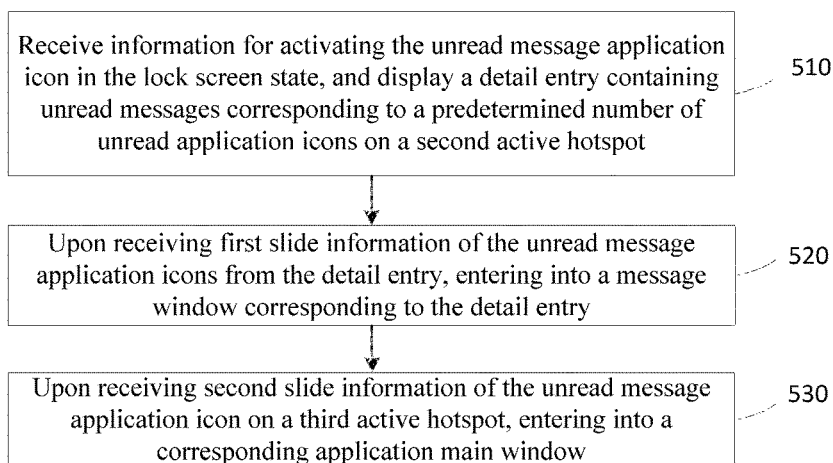 Receive information for activating the unread message application
icon in the lock screen state, and display a detail entry containing
unread messages corresponding to a predetermined number of
unread application icons on a second active hotspot
510
Upon receiving first slide information of the unread message
application icons from the detail entry, entering into a message
window corresponding to the detail entry
520
Upon receiving second slide information of the unread message
application icon on a third active hotspot, entering into a
corresponding application main window
530